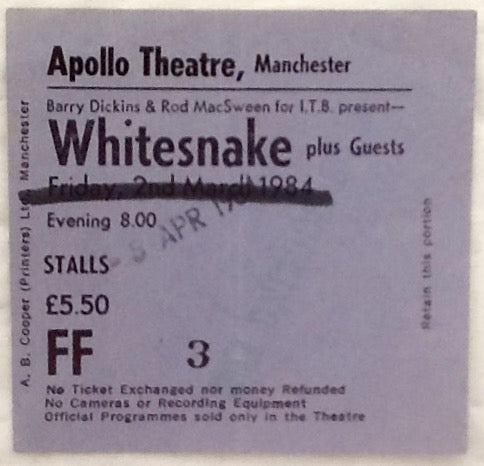 Apollo Theatre, Manchester
Barry Dickins & Rod MacSween for I.T.B. present—
Whitesnake plus Guests
Friday, 2nd March 1984
Evening 8.00
5 APR
STALLS
£5.50
FF 3
No Ticket Exchanged nor money Refunded
No Cameras or Recording Equipment
Official Programmes sold only in the Theatre
A. B. Cooper (Printers) Ltd. Manchester
Retain this portion